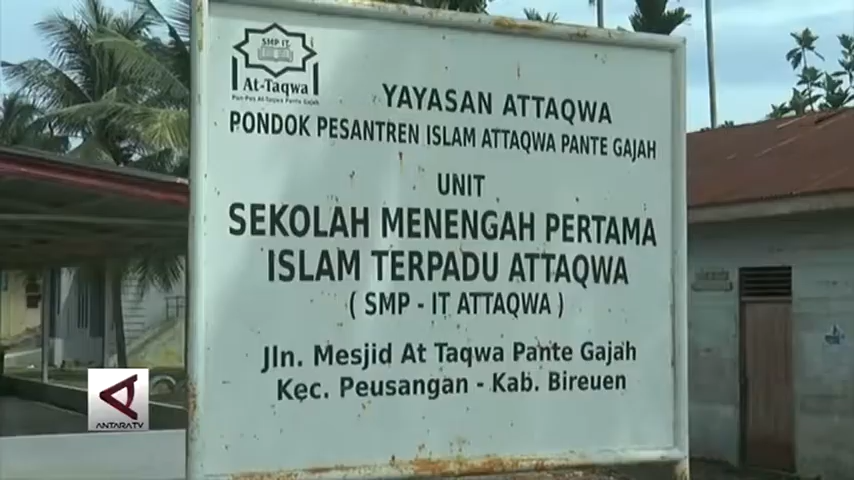 SMP IT
At-Taqwa
YAYASAN ATTAQWA
PONDOK PESANTREN ISLAM ATTAQWA PANTE GAJAH
UNIT
SEKOLAH MENENGAH PERTAMA
ISLAM TERPADU ATTAQWA
( SMP - IT ATTAQWA )
Jln. Mesjid At Taqwa Pante Gajah
Kec. Peusangan - Kab. Bireuen
ANTARATV